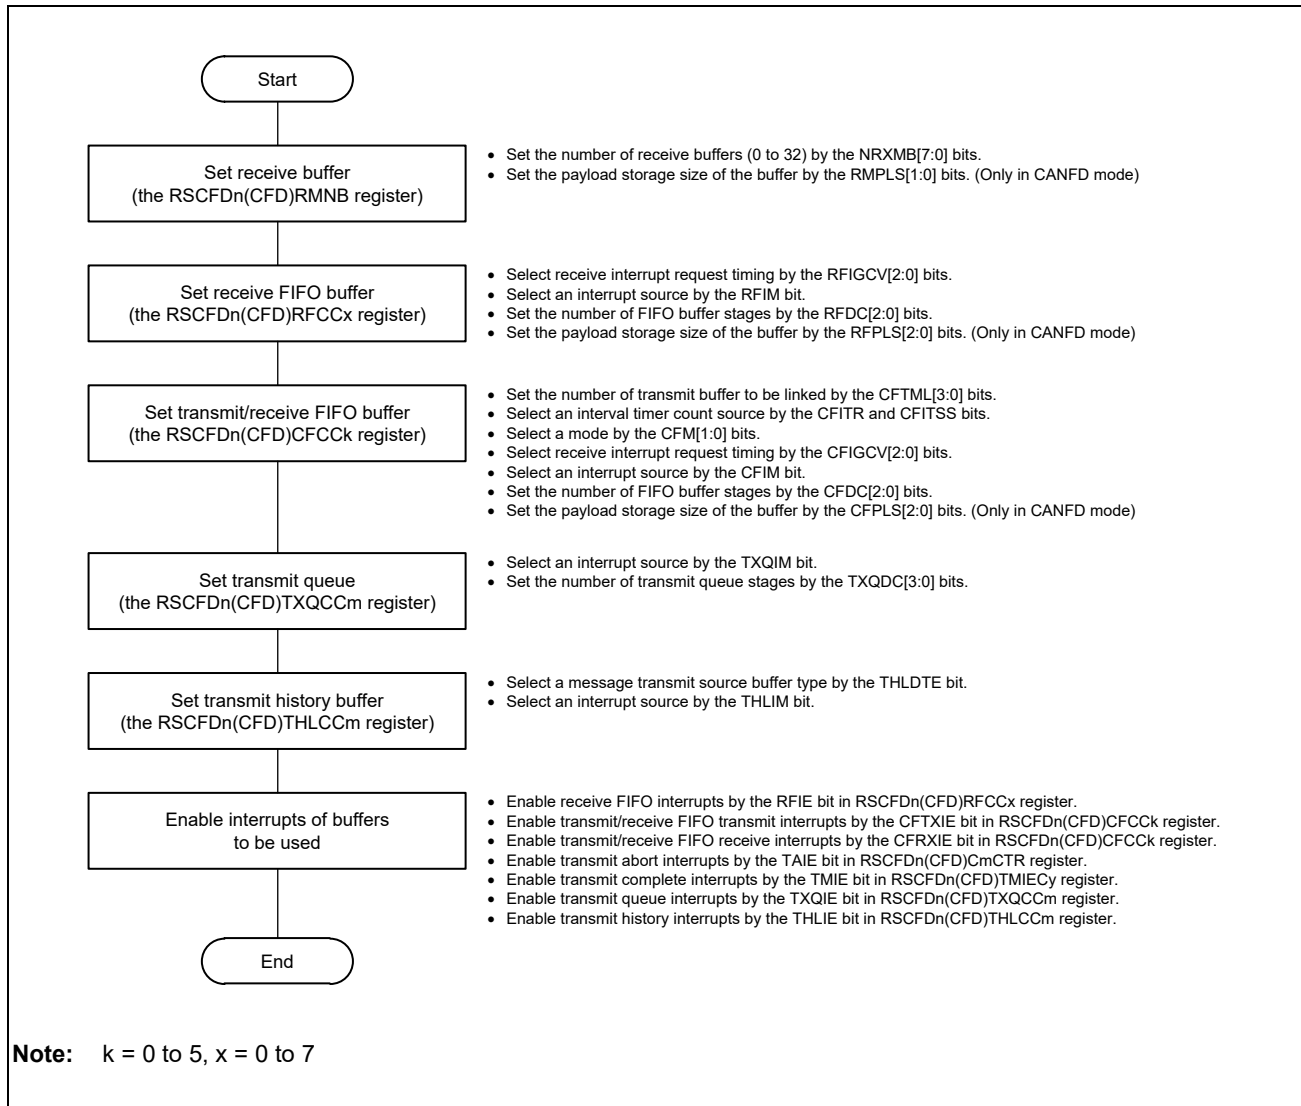 Start
Set receive buffer
(the RSCFDn(CFD)RMNB register)
• Set the number of receive buffers (0 to 32) by the NRXMB[7:0] bits.
• Set the payload storage size of the buffer by the RMPLS[1:0] bits. (Only in CANFD mode)
Set receive FIFO buffer
(the RSCFDn(CFD)RFCCx register)
• Select receive interrupt request timing by the RFIGCV[2:0] bits.
• Select an interrupt source by the RFIM bit.
• Set the number of FIFO buffer stages by the RFDC[2:0] bits.
• Set the payload storage size of the buffer by the RFPLS[2:0] bits. (Only in CANFD mode)
Set transmit/receive FIFO buffer
(the RSCFDn(CFD)CFCCk register)
• Set the number of transmit buffer to be linked by the CFTML[3:0] bits.
• Select an interval timer count source by the CFITR and CFITSS bits.
• Select a mode by the CFM[1:0] bits.
• Select receive interrupt request timing by the CFIGCV[2:0] bits.
• Select an interrupt source by the CFIM bit.
• Set the number of FIFO buffer stages by the CFDC[2:0] bits.
• Set the payload storage size of the buffer by the CFPLS[2:0] bits. (Only in CANFD mode)
Set transmit queue
(the RSCFDn(CFD)TXQCCm register)
• Select an interrupt source by the TXQIM bit.
• Set the number of transmit queue stages by the TXQDC[3:0] bits.
Set transmit history buffer
(the RSCFDn(CFD)THLCCm register)
• Select a message transmit source buffer type by the THLDTE bit.
• Select an interrupt source by the THLIM bit.
Enable interrupts of buffers
to be used
• Enable receive FIFO interrupts by the RFIE bit in RSCFDn(CFD)RFCCx register.
• Enable transmit/receive FIFO transmit interrupts by the CFTXIE bit in RSCFDn(CFD)CFCCk register.
• Enable transmit/receive FIFO receive interrupts by the CFRXIE bit in RSCFDn(CFD)CFCCk register.
• Enable transmit abort interrupts by the TAIE bit in RSCFDn(CFD)CmCTR register.
• Enable transmit complete interrupts by the TMIE bit in RSCFDn(CFD)TMIECy register.
• Enable transmit queue interrupts by the TXQIE bit in RSCFDn(CFD)TXQCCm register.
• Enable transmit history interrupts by the THLIE bit in RSCFDn(CFD)THLCCm register.
End
Note: k = 0 to 5, x = 0 to 7